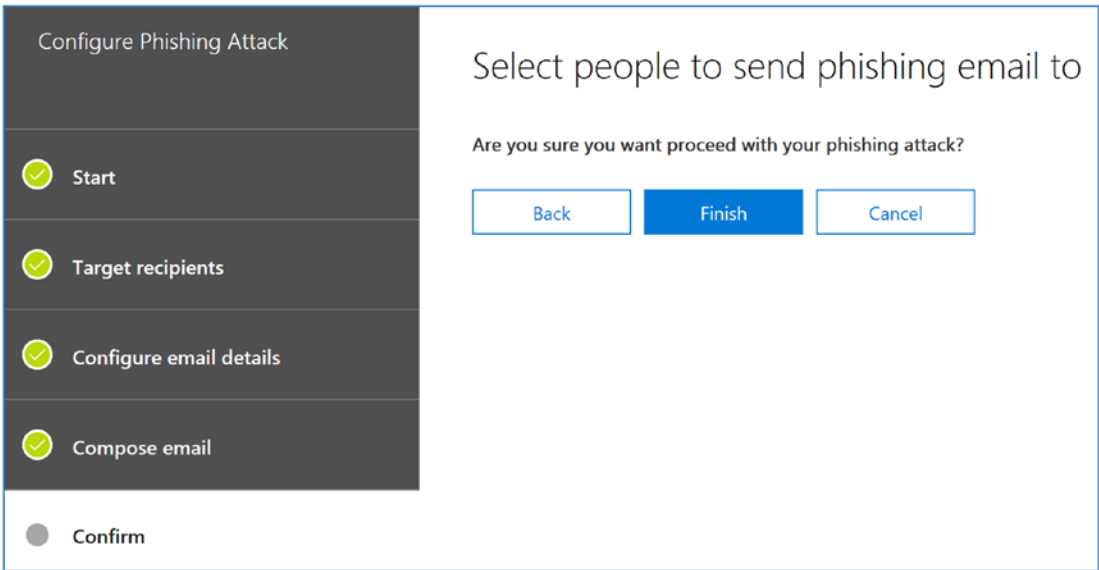 Configure Phishing Attack
Start
Target recipients
Configure email details
Compose email
Confirm
Select people to send phishing email to
Are you sure you want proceed with your phishing attack?
Back
Finish
Cancel